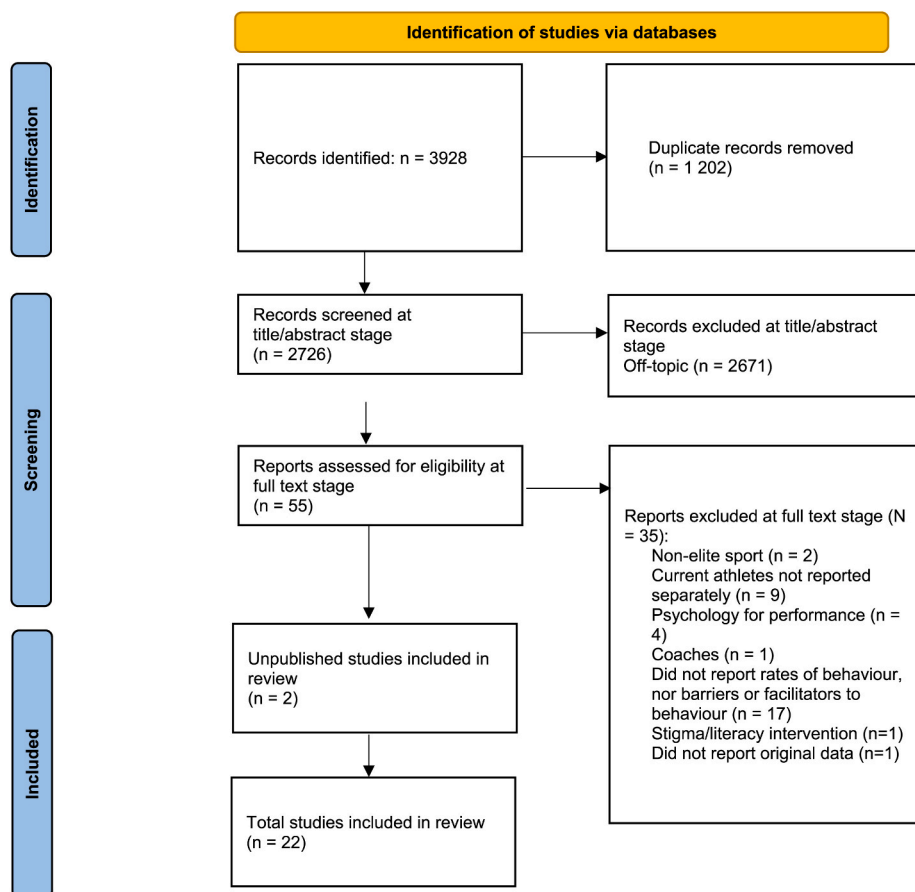 Identification of studies via databases
Identification
Records identified: n = 3928
Duplicate records removed
(n = 1 202)
Screening
Records screened at
title/abstract stage
(n = 2726)
Records excluded at title/abstract
stage
Off-topic (n = 2671)
Reports assessed for eligibility at
full text stage
(n = 55)
Reports excluded at full text stage (N
= 35):
Non-elite sport (n = 2)
Current athletes not reported
separately (n = 9)
Psychology for performance (n =
4)
Coaches (n = 1)
Did not report rates of behaviour,
nor barriers or facilitators to
behaviour (n = 17)
Stigma/literacy intervention (n=1)
Did not report original data (n=1)
Included
Unpublished studies included in
review
(n = 2)
Total studies included in review
(n = 22)